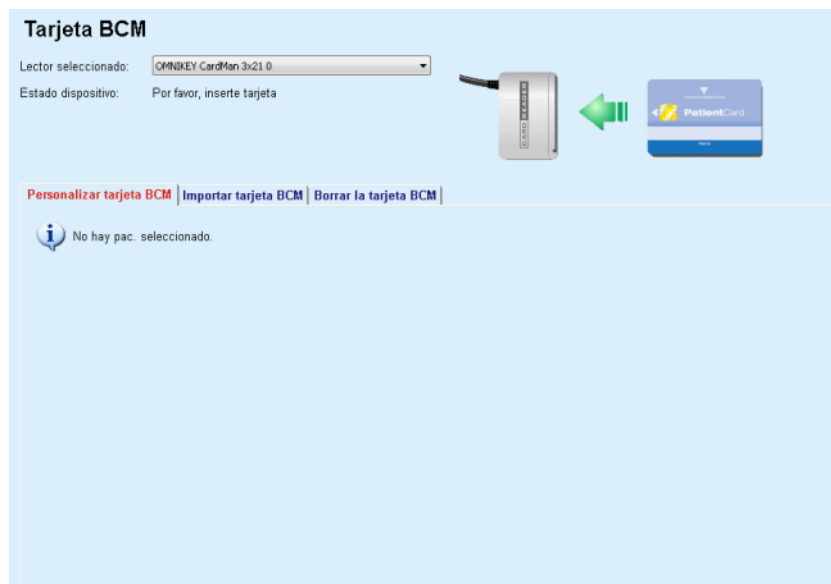 Tarjeta BCM
Lector seleccionado: OMNIKEY CardMan 3x21 0
Estado dispositivo: Por favor, inserte tarjeta
CARD READER
PatientCard
Personalizar tarjeta BCM Importar tarjeta BCM Borrar la tarjeta BCM
No hay pac. seleccionado.